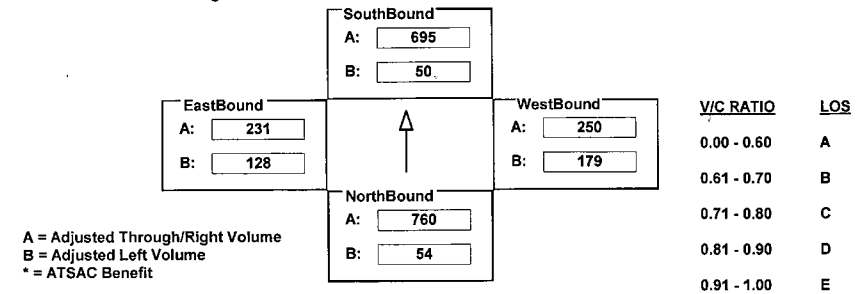 SouthBound
A: 695
B: 50
EastBound
A: 231
B: 128
WestBound
A: 250
B: 179
NorthBound
A: 760
B: 54
A = Adjusted Through/Right Volume
B = Adjusted Left Volume
* = ATSAC Benefit
V/C RATIO LOS
0.00 - 0.60 A
0.61 - 0.70 B
0.71 - 0.80 C
0.81 - 0.90 D
0.91 - 1.00 E